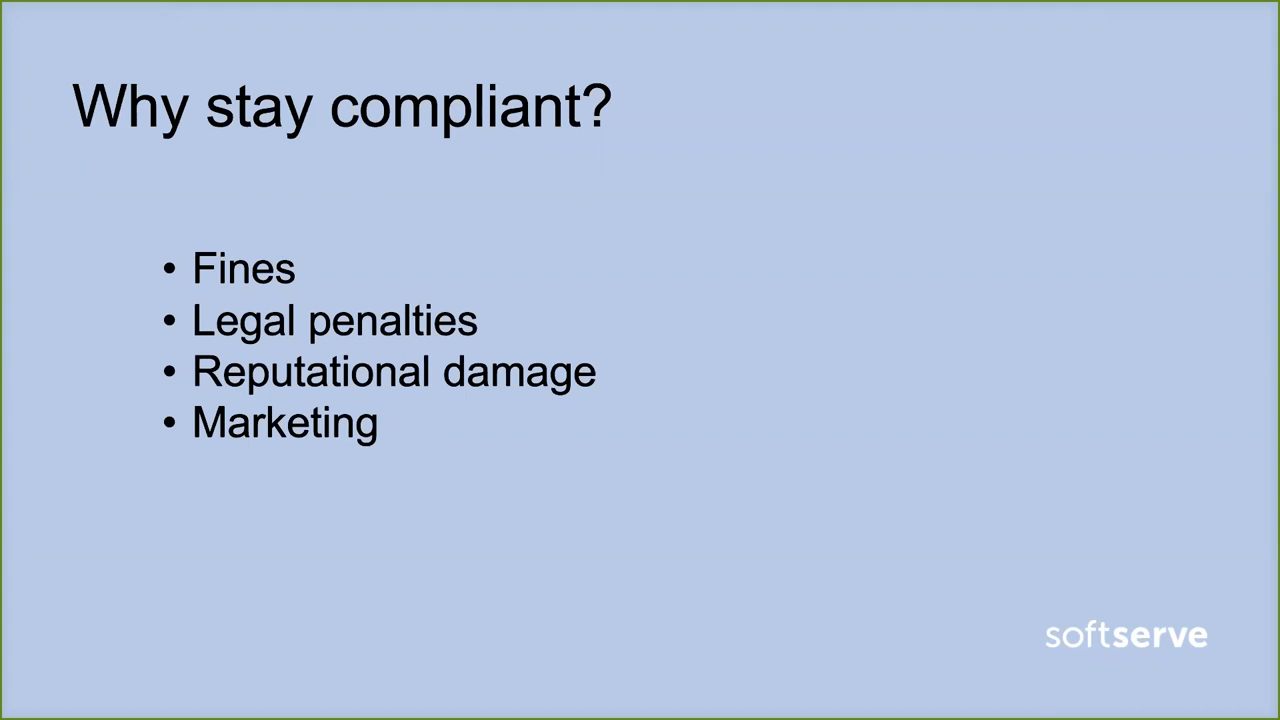 Why stay compliant?
• Fines
• Legal penalties
• Reputational damage
• Marketing
softserve